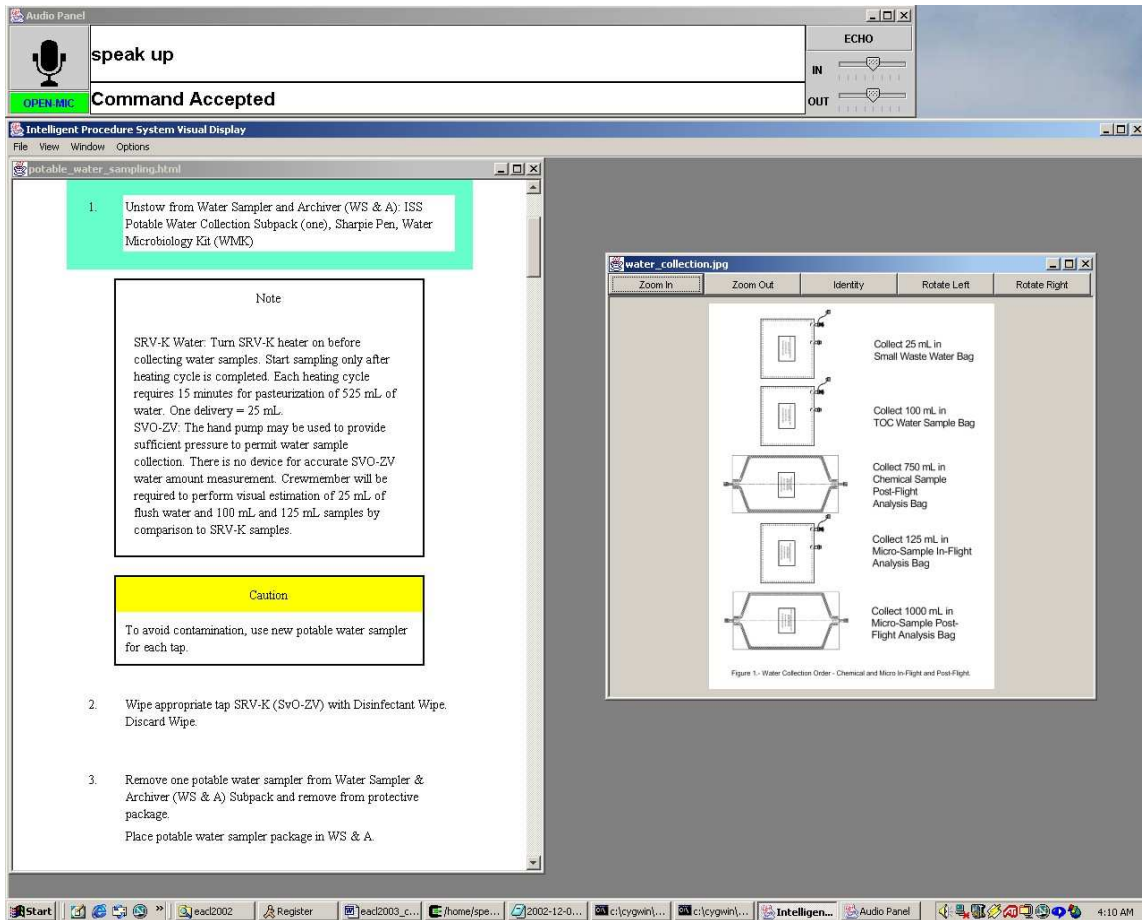 Audio Panel
speak up
ECHO
IN
OPEN-MIC
Command Accepted
OUT
Intelligent Procedure System Visual Display
File View Window Options
potable_water_sampling.html
1. Unstow from Water Sampler and Archiver (WS & A): ISS
Potable Water Collection Subpack (one), Sharpie Pen, Water
Microbiology Kit (WMK)
Note
SRV-K Water: Turn SRV-K heater on before
collecting water samples. Start sampling only after
heating cycle is completed. Each heating cycle
requires 15 minutes for pasteurization of 525 mL of
water. One delivery = 25 mL.
SVO-ZV: The hand pump may be used to provide
sufficient pressure to permit water sample
collection. There is no device for accurate SVO-ZV
water amount measurement. Crewmember will be
required to perform visual estimation of 25 mL of
flush water and 100 mL and 125 mL samples by
comparison to SRV-K samples.
Caution
To avoid contamination, use new potable water sampler
for each tap.
2. Wipe appropriate tap SRV-K (SvO-ZV) with Disinfectant Wipe.
Discard Wipe.
3. Remove one potable water sampler from Water Sampler &
Archiver (WS & A) Subpack and remove from protective
package.
Place potable water sampler package in WS & A.
water_collection.jpg
Zoom In Zoom Out Identity Rotate Left Rotate Right
Collect 25 mL in
Small Waste Water Bag
Collect 100 mL in
TOC Water Sample Bag
Collect 750 mL in
Chemical Sample
Post-Flight
Analysis Bag
Collect 125 mL in
Micro-Sample In-Flight
Analysis Bag
Collect 1000 mL in
Micro-Sample Post-
Flight Analysis Bag
Figure 1.- Water Collection Order - Chemical and Micro In-Flight and Post-Flight.
Start » eacl2002 Register eacl2003_c... /home/spe... 2002-12-0... c:\cygwin\... c:\cygwin\... Intelligen... Audio Panel 4:10 AM